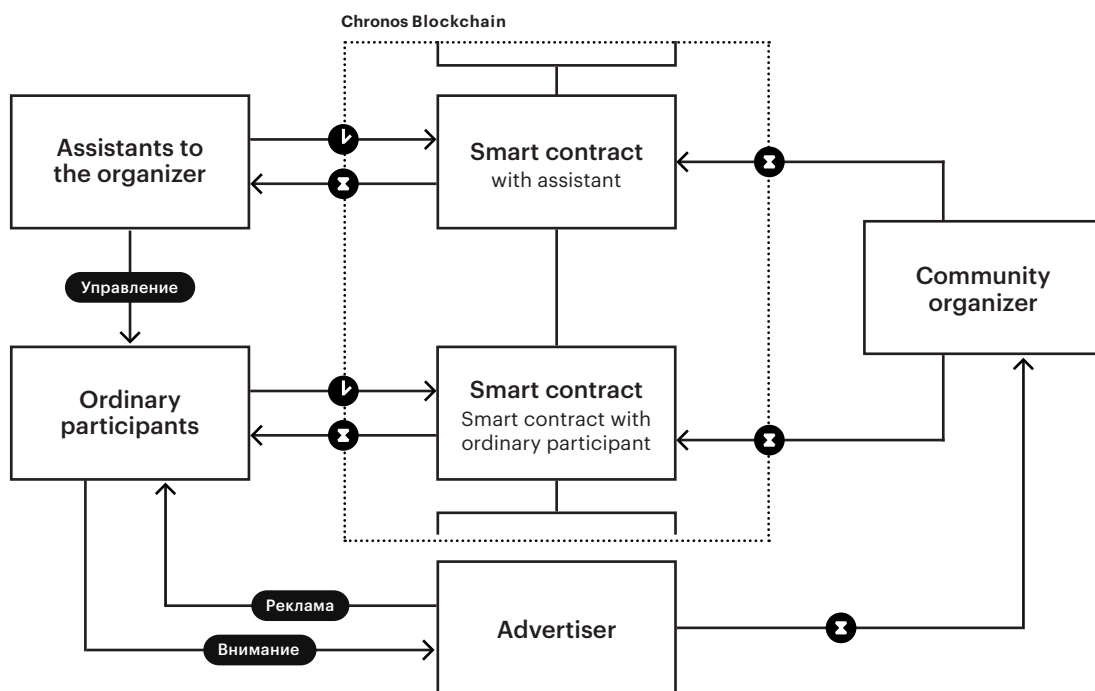 Chronos Blockchain
Assistants to
the organizer
Smart contract
with assistant
Community
organizer
Управление
Ordinary
participants
Smart contract
Smart contract with
ordinary participant
Реклама
Внимание
Advertiser